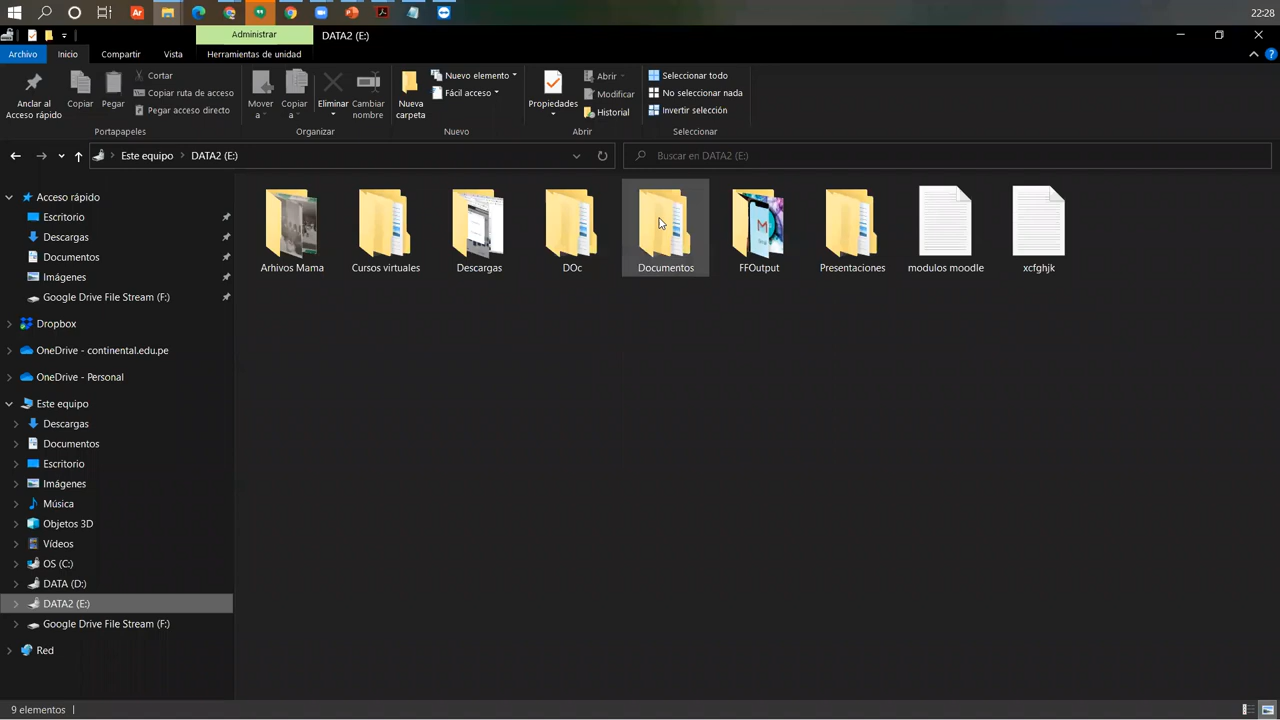 22:28
Administrar
DATA2 (E:)
Archivo
Inicio
Compartir
Vista
Herramientas de unidad
Anclar al
Acceso rápido
Copiar
Pegar
Cortar
Copiar ruta de acceso
Pegar acceso directo
Portapapeles
Mover
a
Copiar
a
Eliminar
Cambiar
nombre
Organizar
Nueva
carpeta
Nuevo elemento
Fácil acceso
Nuevo
Propiedades
Abrir
Modificar
Historial
Abrir
Seleccionar todo
No seleccionar nada
Invertir selección
Seleccionar
Este equipo
DATA2 (E:)
Buscar en DATA2 (E:)
Acceso rápido
Escritorio
Descargas
Documentos
Imágenes
Google Drive File Stream (F:)
Dropbox
OneDrive - continental.edu.pe
OneDrive - Personal
Este equipo
Descargas
Documentos
Escritorio
Imágenes
Música
Objetos 3D
Vídeos
OS (C:)
DATA (D:)
DATA2 (E:)
Google Drive File Stream (F:)
Red
Arhivos Mama
Cursos virtuales
Descargas
DOc
Documentos
FFOutput
Presentaciones
modulos moodle
xcfghjk
9 elementos